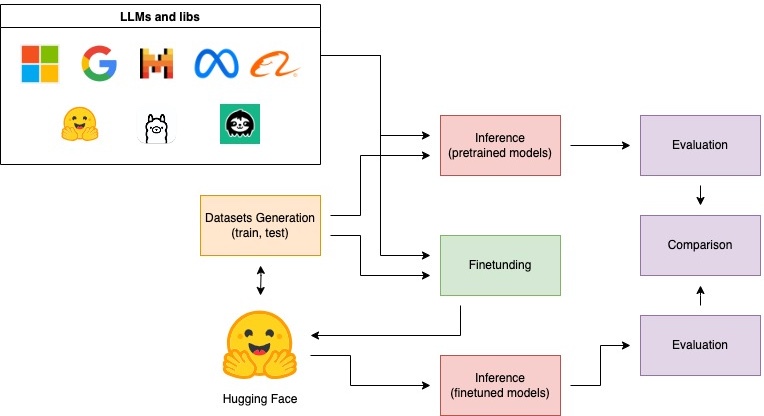 LLMs and libs
Inference
(pretrained models)
Evaluation
Datasets Generation
(train, test)
Comparison
Finetunding
Evaluation
Inference
(finetuned models)
Hugging Face